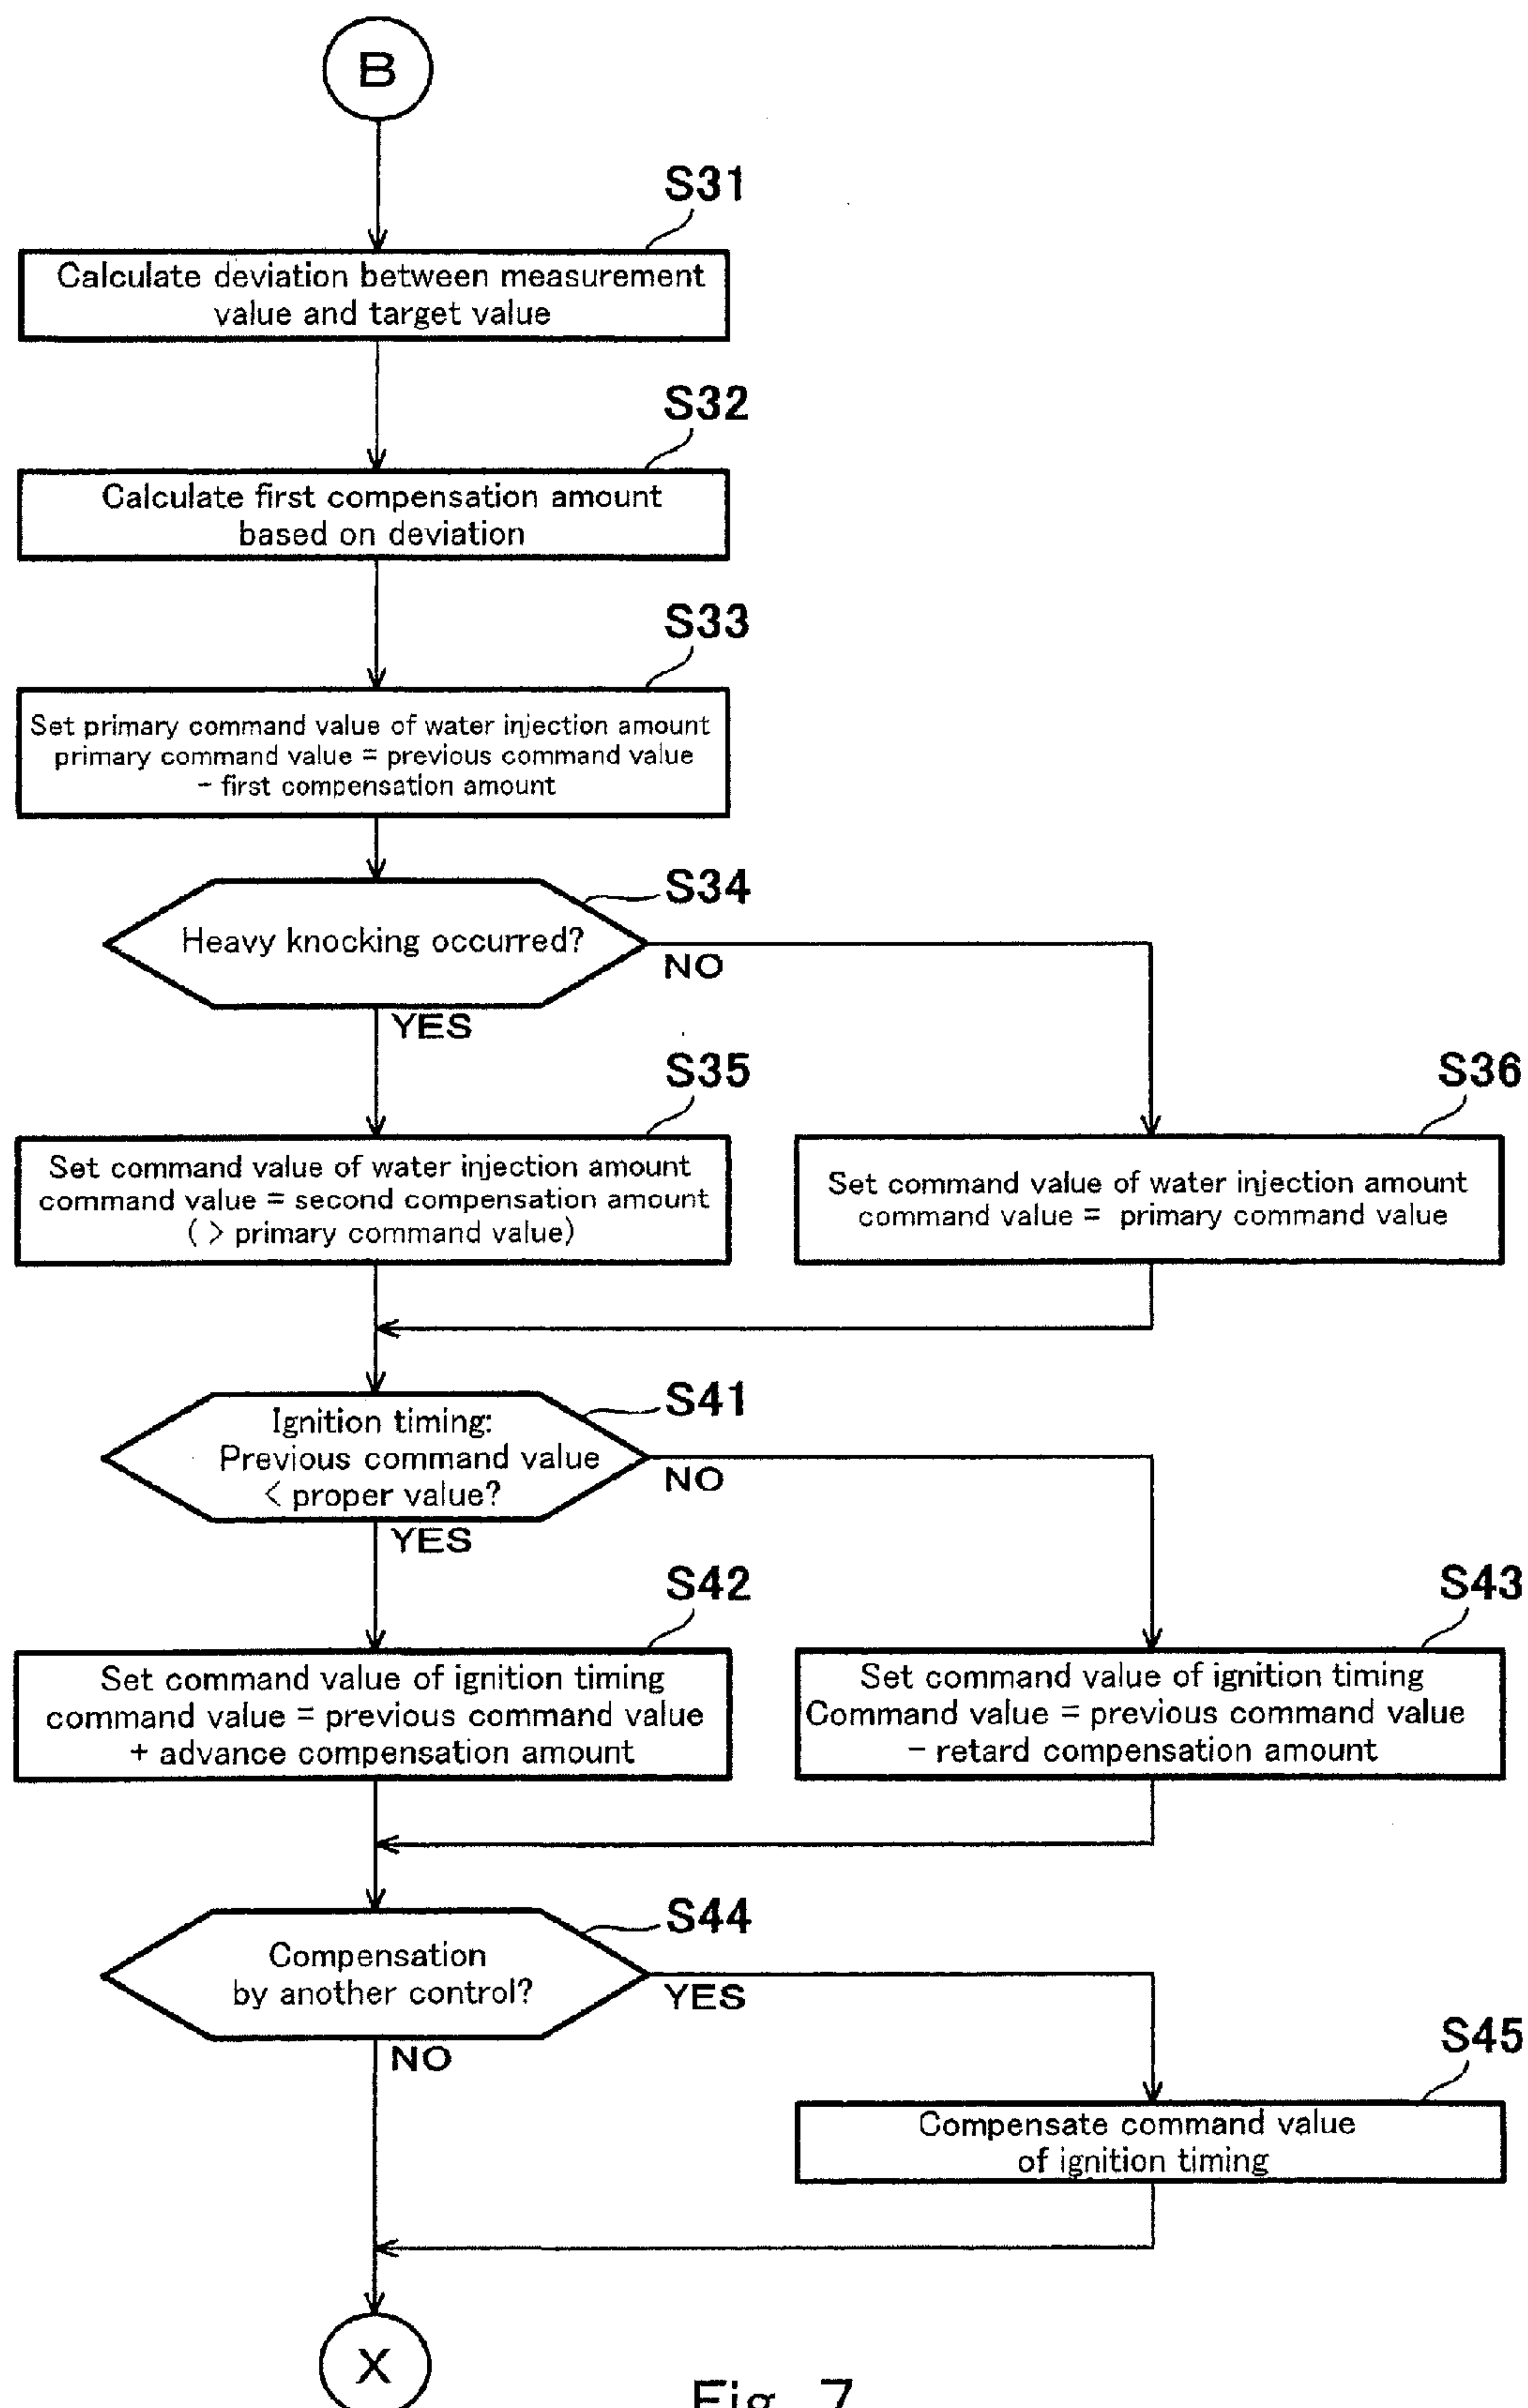 B
S31
Calculate deviation between measurement
value and target value
S32
Calculate first compensation amount
based on deviation
S33
Set primary command value of water injection amount
primary command value = previous command value
- first compensation amount
S34
Heavy knocking occurred?
NO
YES
S35
Set command value of water injection amount
command value = second compensation amount
( > primary command value)
S36
Set command value of water injection amount
command value = primary command value
S41
Ignition timing:
Previous command value
< proper value?
NO
YES
S42
Set command value of ignition timing
command value = previous command value
+ advance compensation amount
S43
Set command value of ignition timing
Command value = previous command value
- retard compensation amount
S44
Compensation
by another control?
YES
NO
S45
Compensate command value
of ignition timing
X
Fig. 7